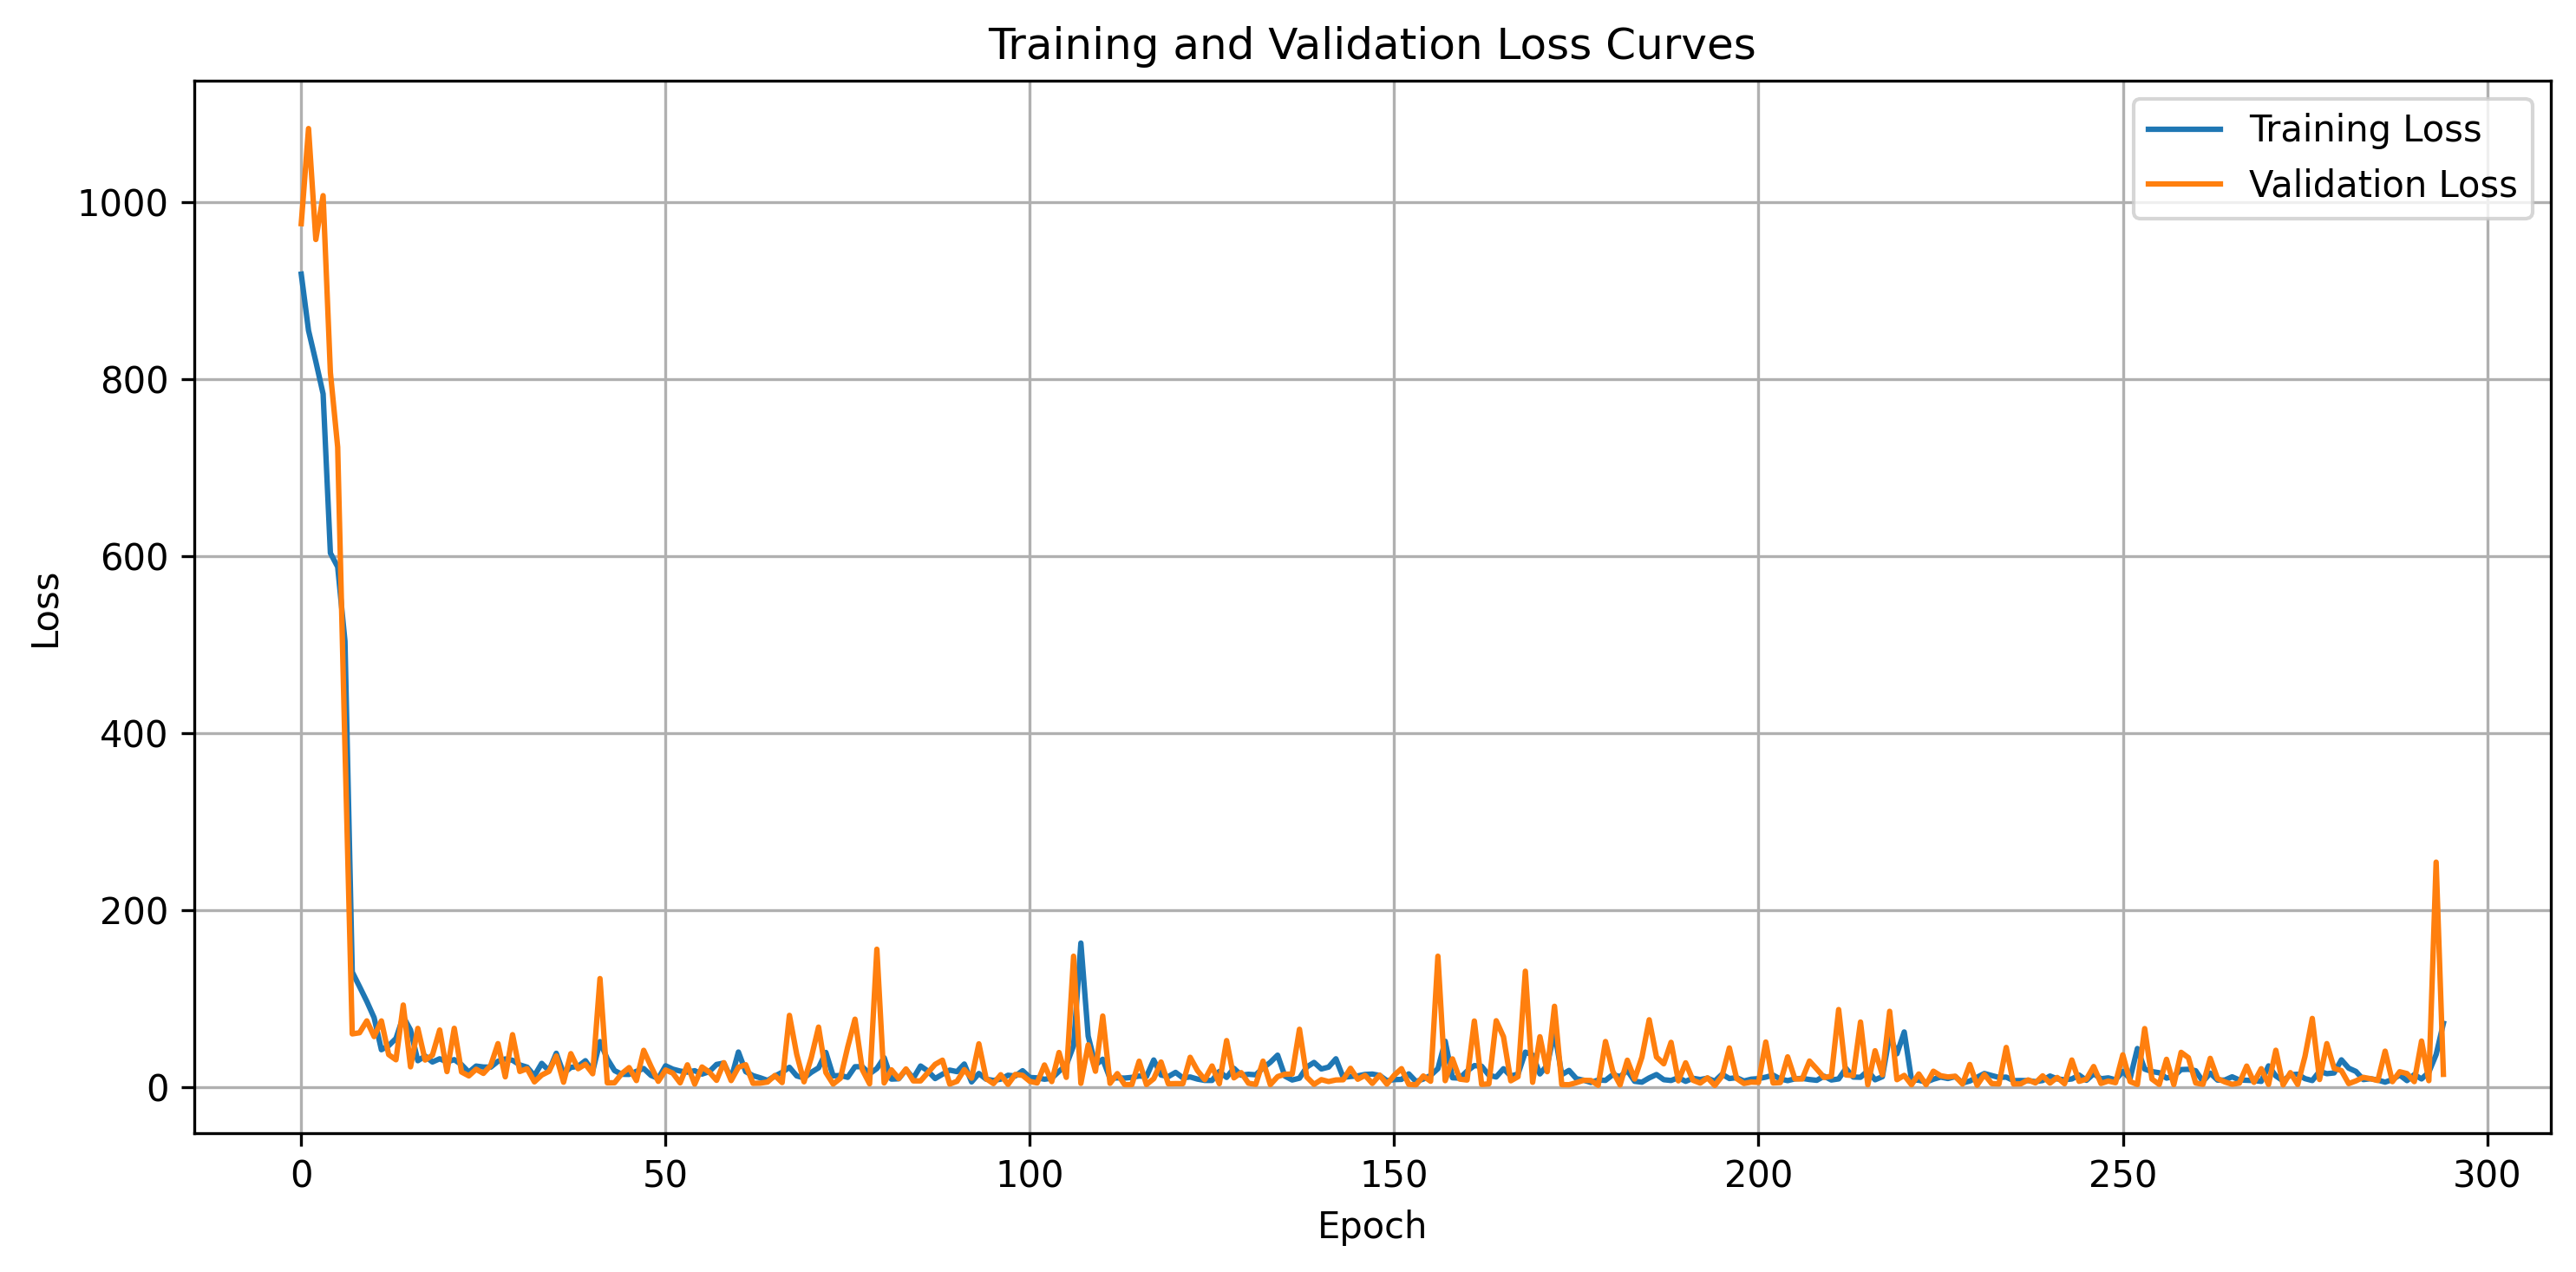 Training and Validation Loss Curves
Training Loss
Validation Loss
1000
800
600
400
200
0
Loss
0 50 100 150 200 250 300
Epoch